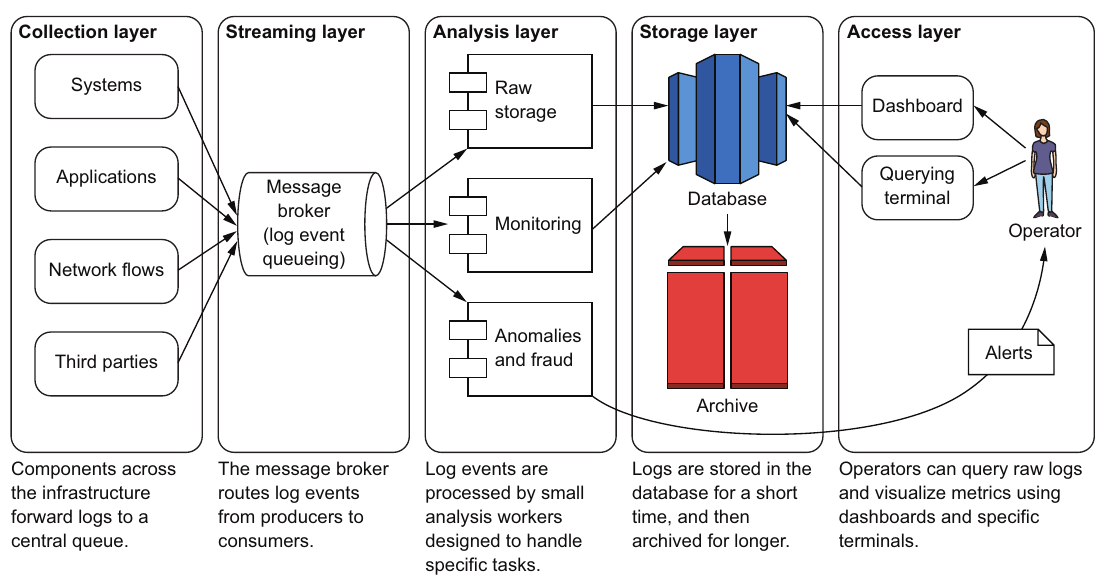 Collection layer
Systems
Applications
Network flows
Third parties
Components across
the infrastructure
forward logs to a
central queue.
Streaming layer
Message
broker
(log event
queueing)
The message broker
routes log events
from producers to
consumers.
Analysis layer
Raw
storage
Monitoring
Anomalies
and fraud
Log events are
processed by small
analysis workers
designed to handle
specific tasks.
Storage layer
Database
Archive
Logs are stored in the
database for a short
time, and then
archived for longer.
Access layer
Dashboard
Querying
terminal
Operator
Alerts
Operators can query raw logs
and visualize metrics using
dashboards and specific
terminals.